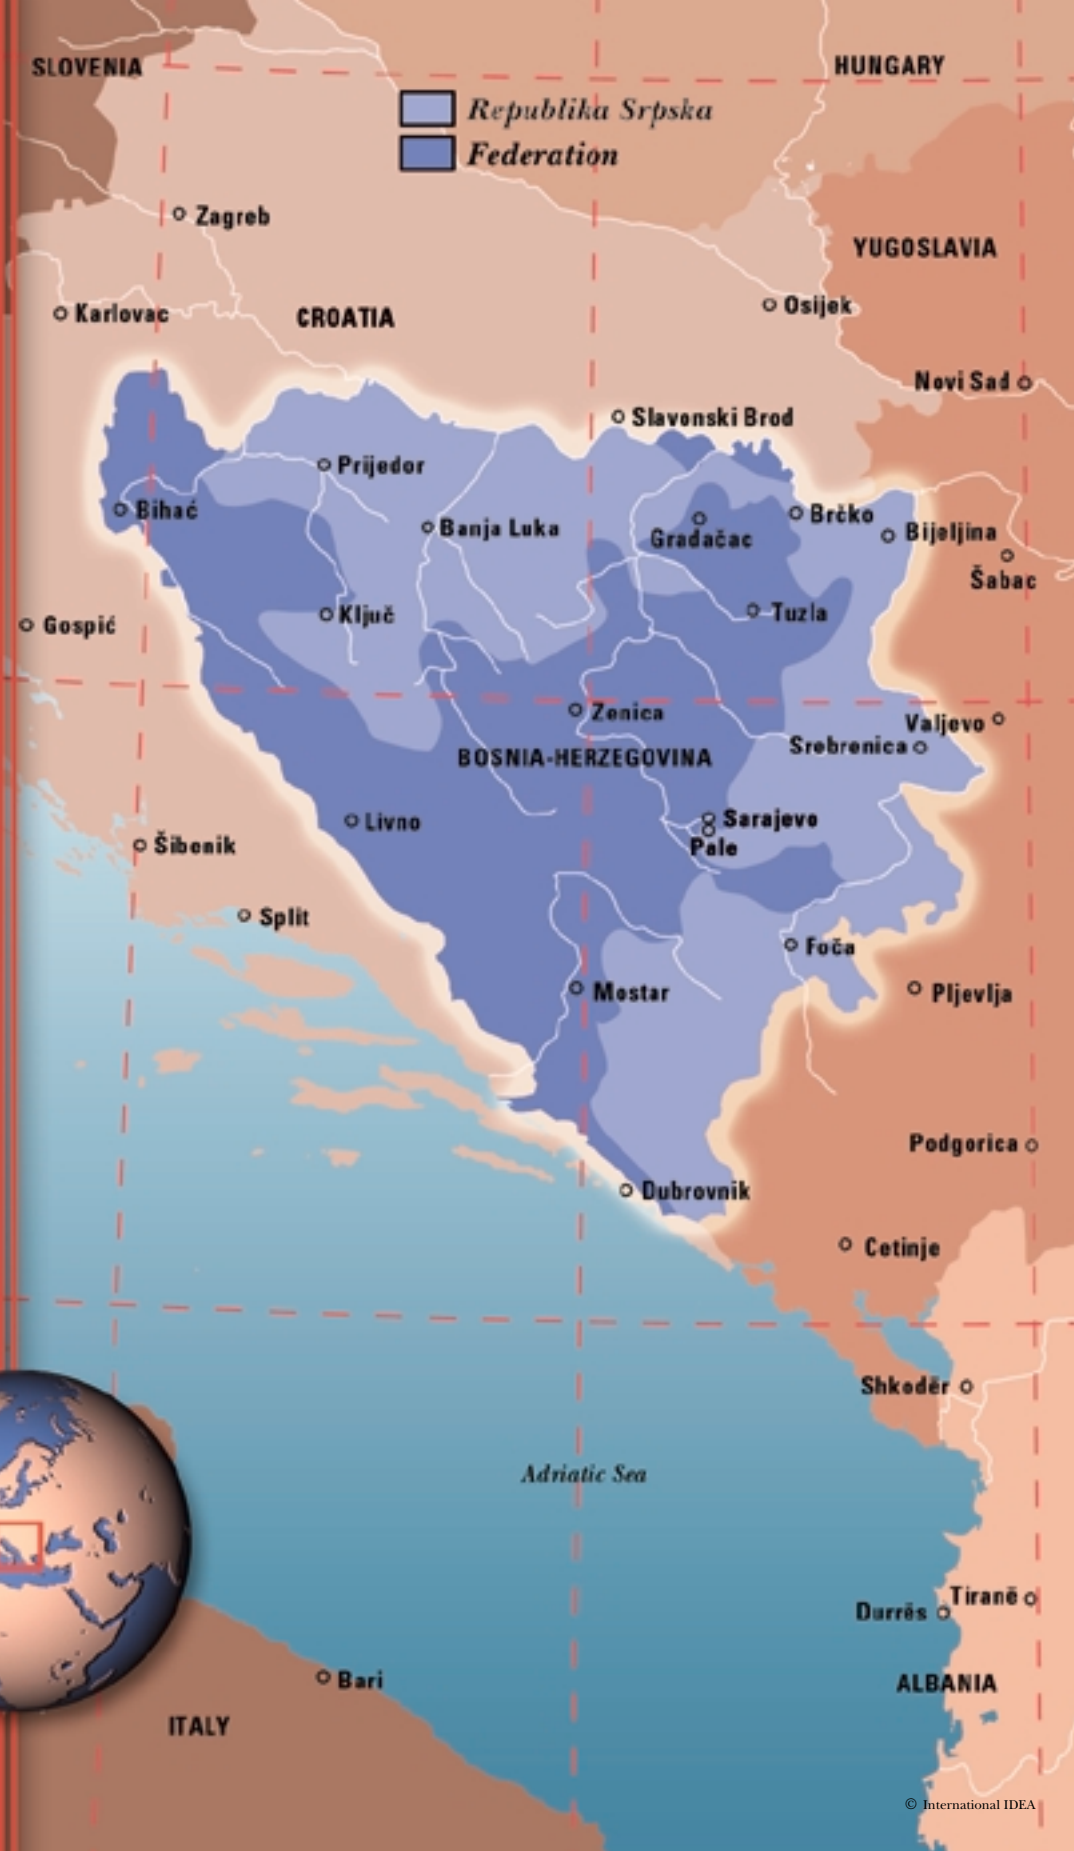 SLOVENIA
HUNGARY
Republika Srpska
Federation
Zagreb
YUGOSLAVIA
Osijek
Karlovac
CROATIA
Novi Sad
Slavonski Brod
Prijedor
Bihać
Banja Luka
Brčko
Gradačac
Bijeljina
Šabac
Ključ
Tuzla
Gospić
Zenica
Valjevo
Srebrenica
BOSNIA-HERZEGOVINA
Livno
Sarajevo
Pale
Šibenik
Split
Foča
Mostar
Pljevlja
Podgorica
Dubrovnik
Cetinje
Shkodër
Adriatic Sea
Tiranë
Durrës
Bari
ALBANIA
ITALY
© International IDEA